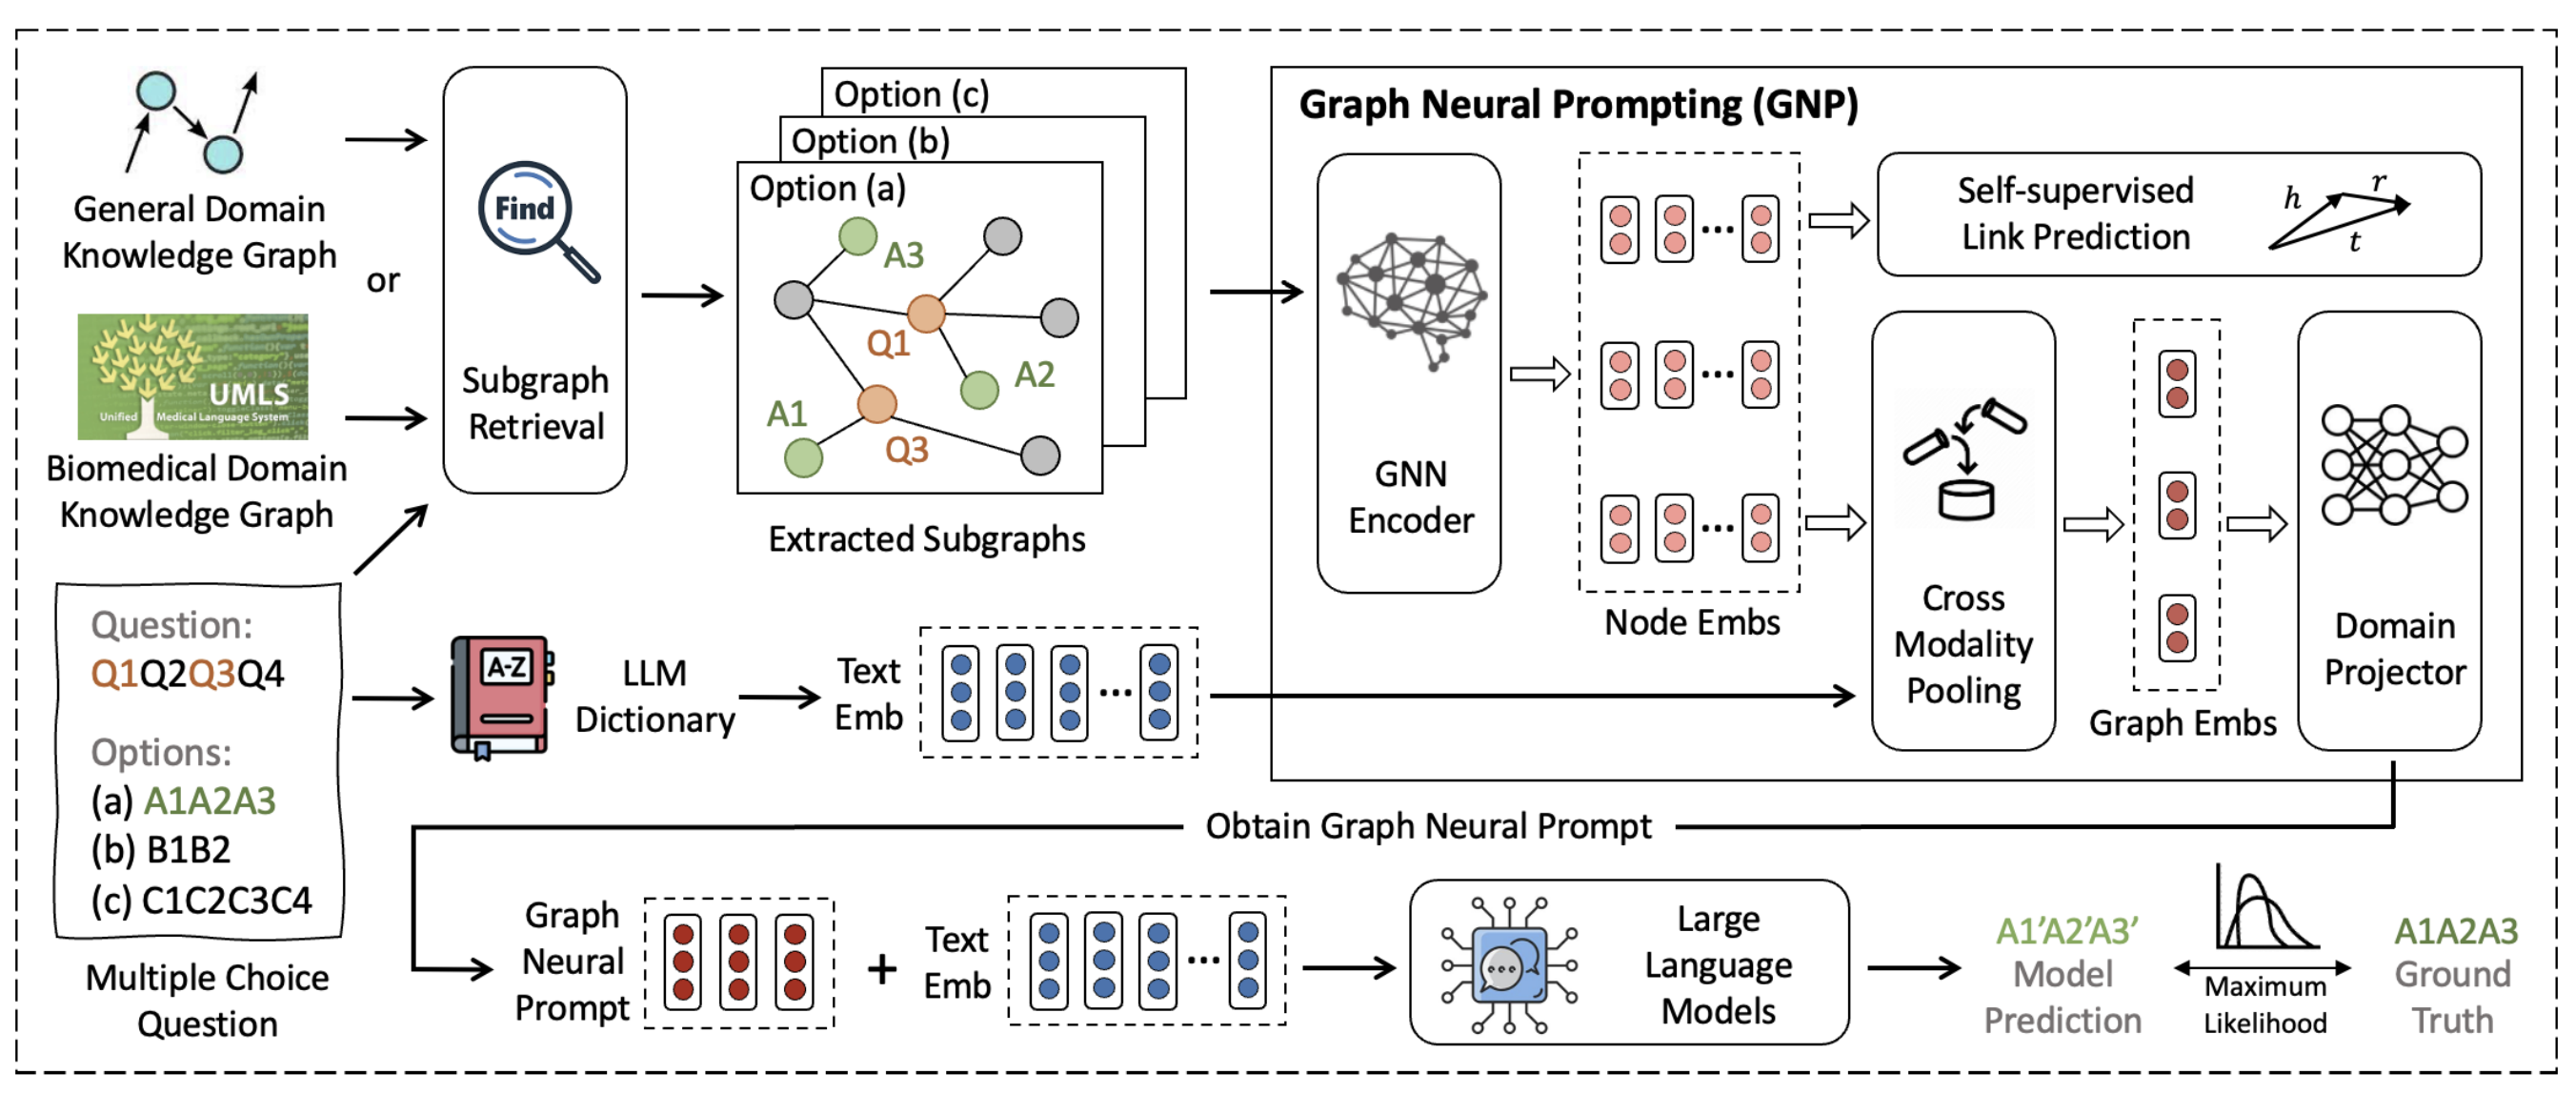 General Domain
Knowledge Graph
or
UMLS
Unified Medical Language System
Biomedical Domain
Knowledge Graph
Question:
Q1Q2Q3Q4
Options:
(a) A1A2A3
(b) B1B2
(c) C1C2C3C4
Multiple Choice
Question
Find
Subgraph
Retrieval
Option (c)
Option (b)
Option (a)
A3
Q1
A2
A1
Q3
Extracted Subgraphs
A-Z
LLM
Dictionary
Text
Emb
...
Graph Neural Prompting (GNP)
GNN
Encoder
...
...
...
Node Embs
Self-supervised
Link Prediction
h
r
t
Cross
Modality
Pooling
Graph Embs
Domain
Projector
Obtain Graph Neural Prompt
Graph
Neural
Prompt
+
Text
Emb
...
Large
Language
Models
A1’A2’A3’
Model
Prediction
Maximum
Likelihood
A1A2A3
Ground
Truth